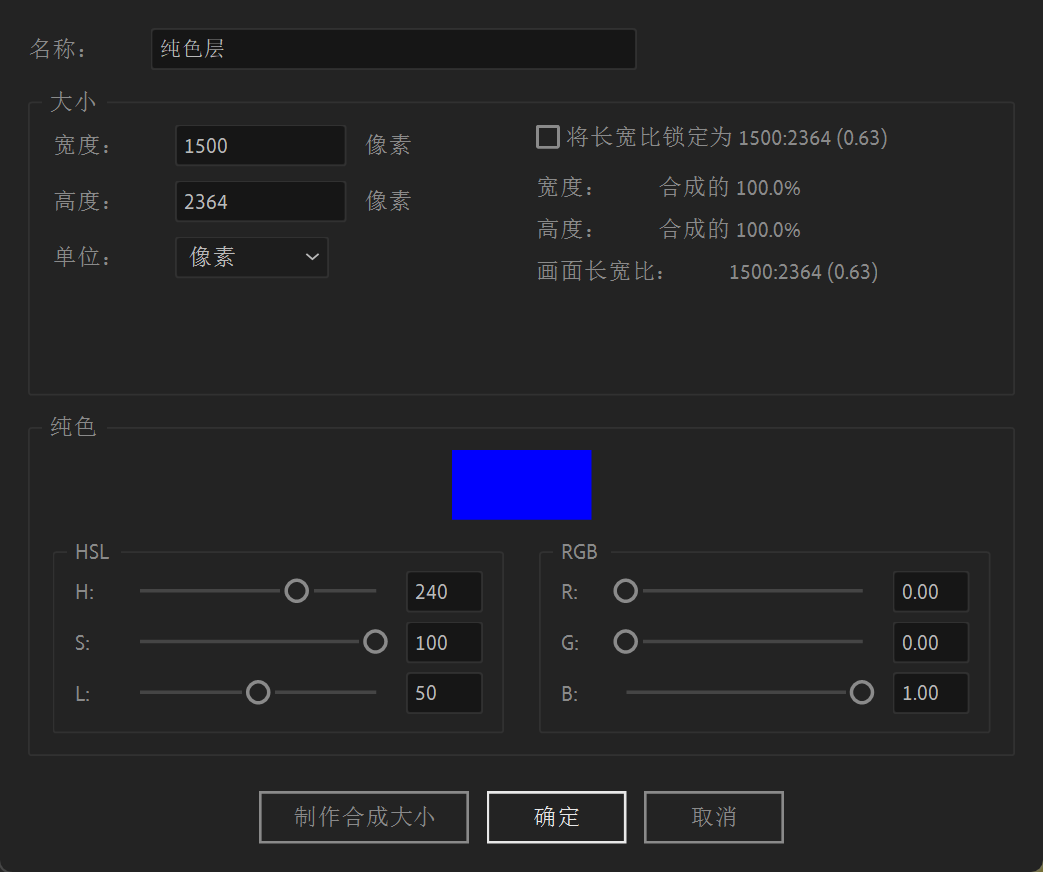 名称： 纯色层
大小
宽度： 1500 像素
高度： 2364 像素
单位： 像素
将长宽比锁定为 1500:2364 (0.63)
宽度： 合成的 100.0%
高度： 合成的 100.0%
画面长宽比： 1500:2364 (0.63)
纯色
HSL
H: 240
S: 100
L: 50
RGB
R: 0.00
G: 0.00
B: 1.00
制作合成大小 确定 取消